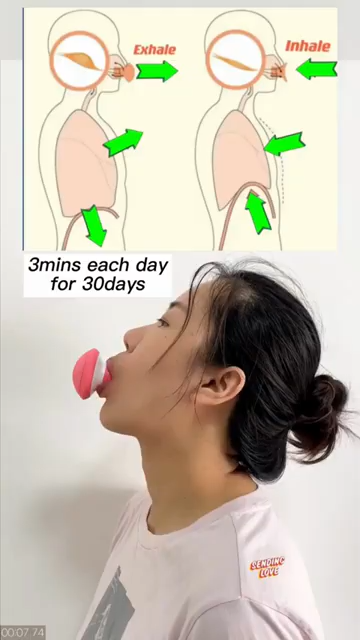 Exhale
Inhale
3mins each day
for 30days
SENDING
LOVE
00:07.74